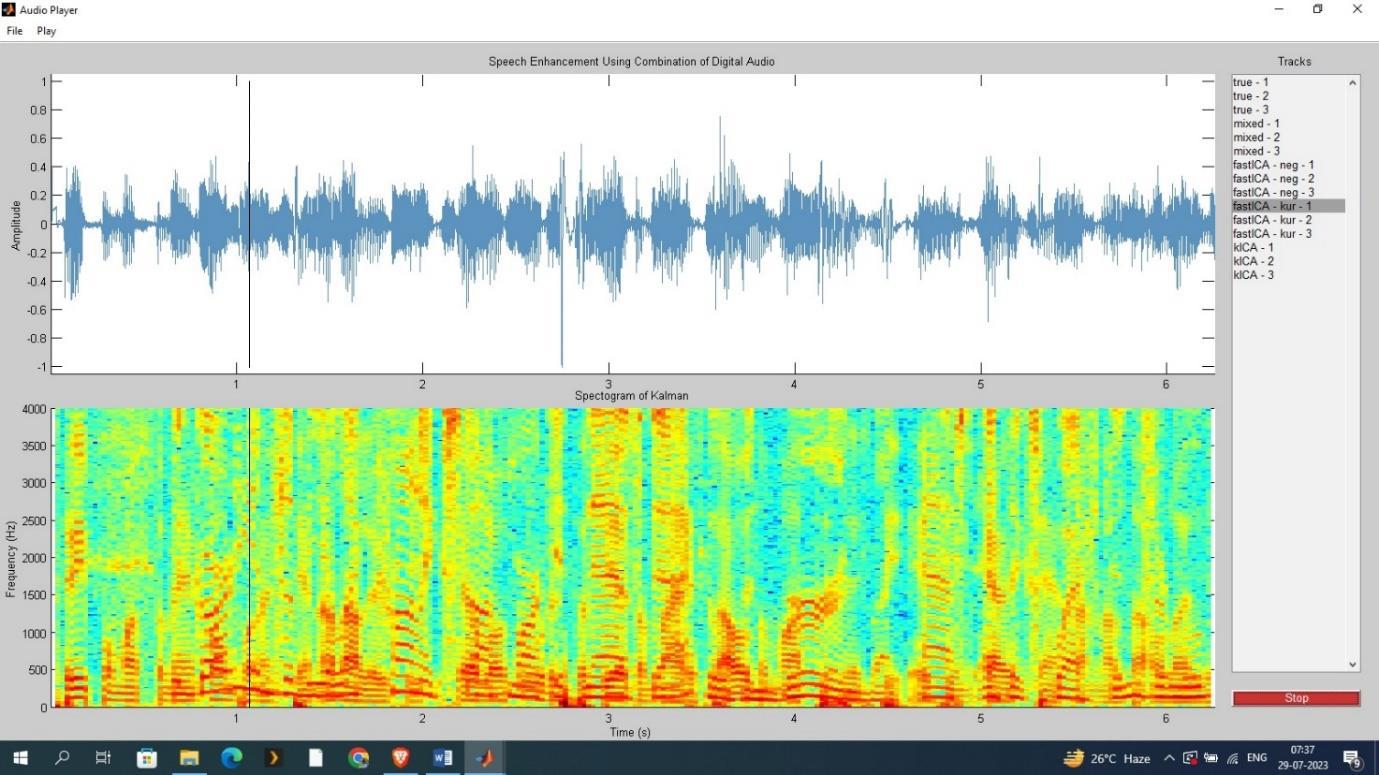 Audio Player
File Play
Speech Enhancement Using Combination of Digital Audio
Tracks
1
0.8
0.6
0.4
0.2
0
-0.2
-0.4
-0.6
-0.8
-1
Amplitude
1 2 3 4 5 6
true - 1
true - 2
true - 3
mixed - 1
mixed - 2
mixed - 3
fastICA - neg - 1
fastICA - neg - 2
fastICA - neg - 3
fastICA - kur - 1
fastICA - kur - 2
fastICA - kur - 3
kICA - 1
kICA - 2
kICA - 3
Spectogram of Kalman
4000
3500
3000
2500
2000
1500
1000
500
0
Frequency (Hz)
1 2 3 4 5 6
Time (s)
Stop
26°C Haze
ENG
07:37
29-07-2023
9